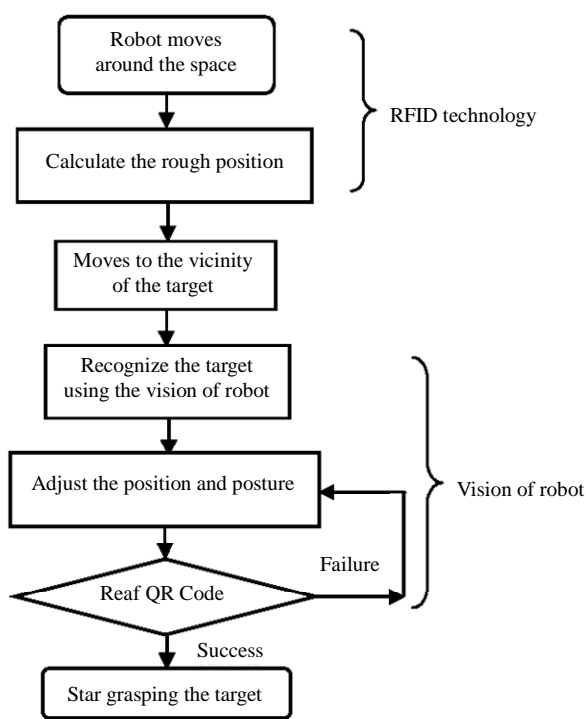 Robot moves
around the space
RFID technology
Calculate the rough position
Moves to the vicinity
of the target
Recognize the target
using the vision of robot
Adjust the position and posture
Vision of robot
Failure
Reaf QR Code
Success
Star grasping the target